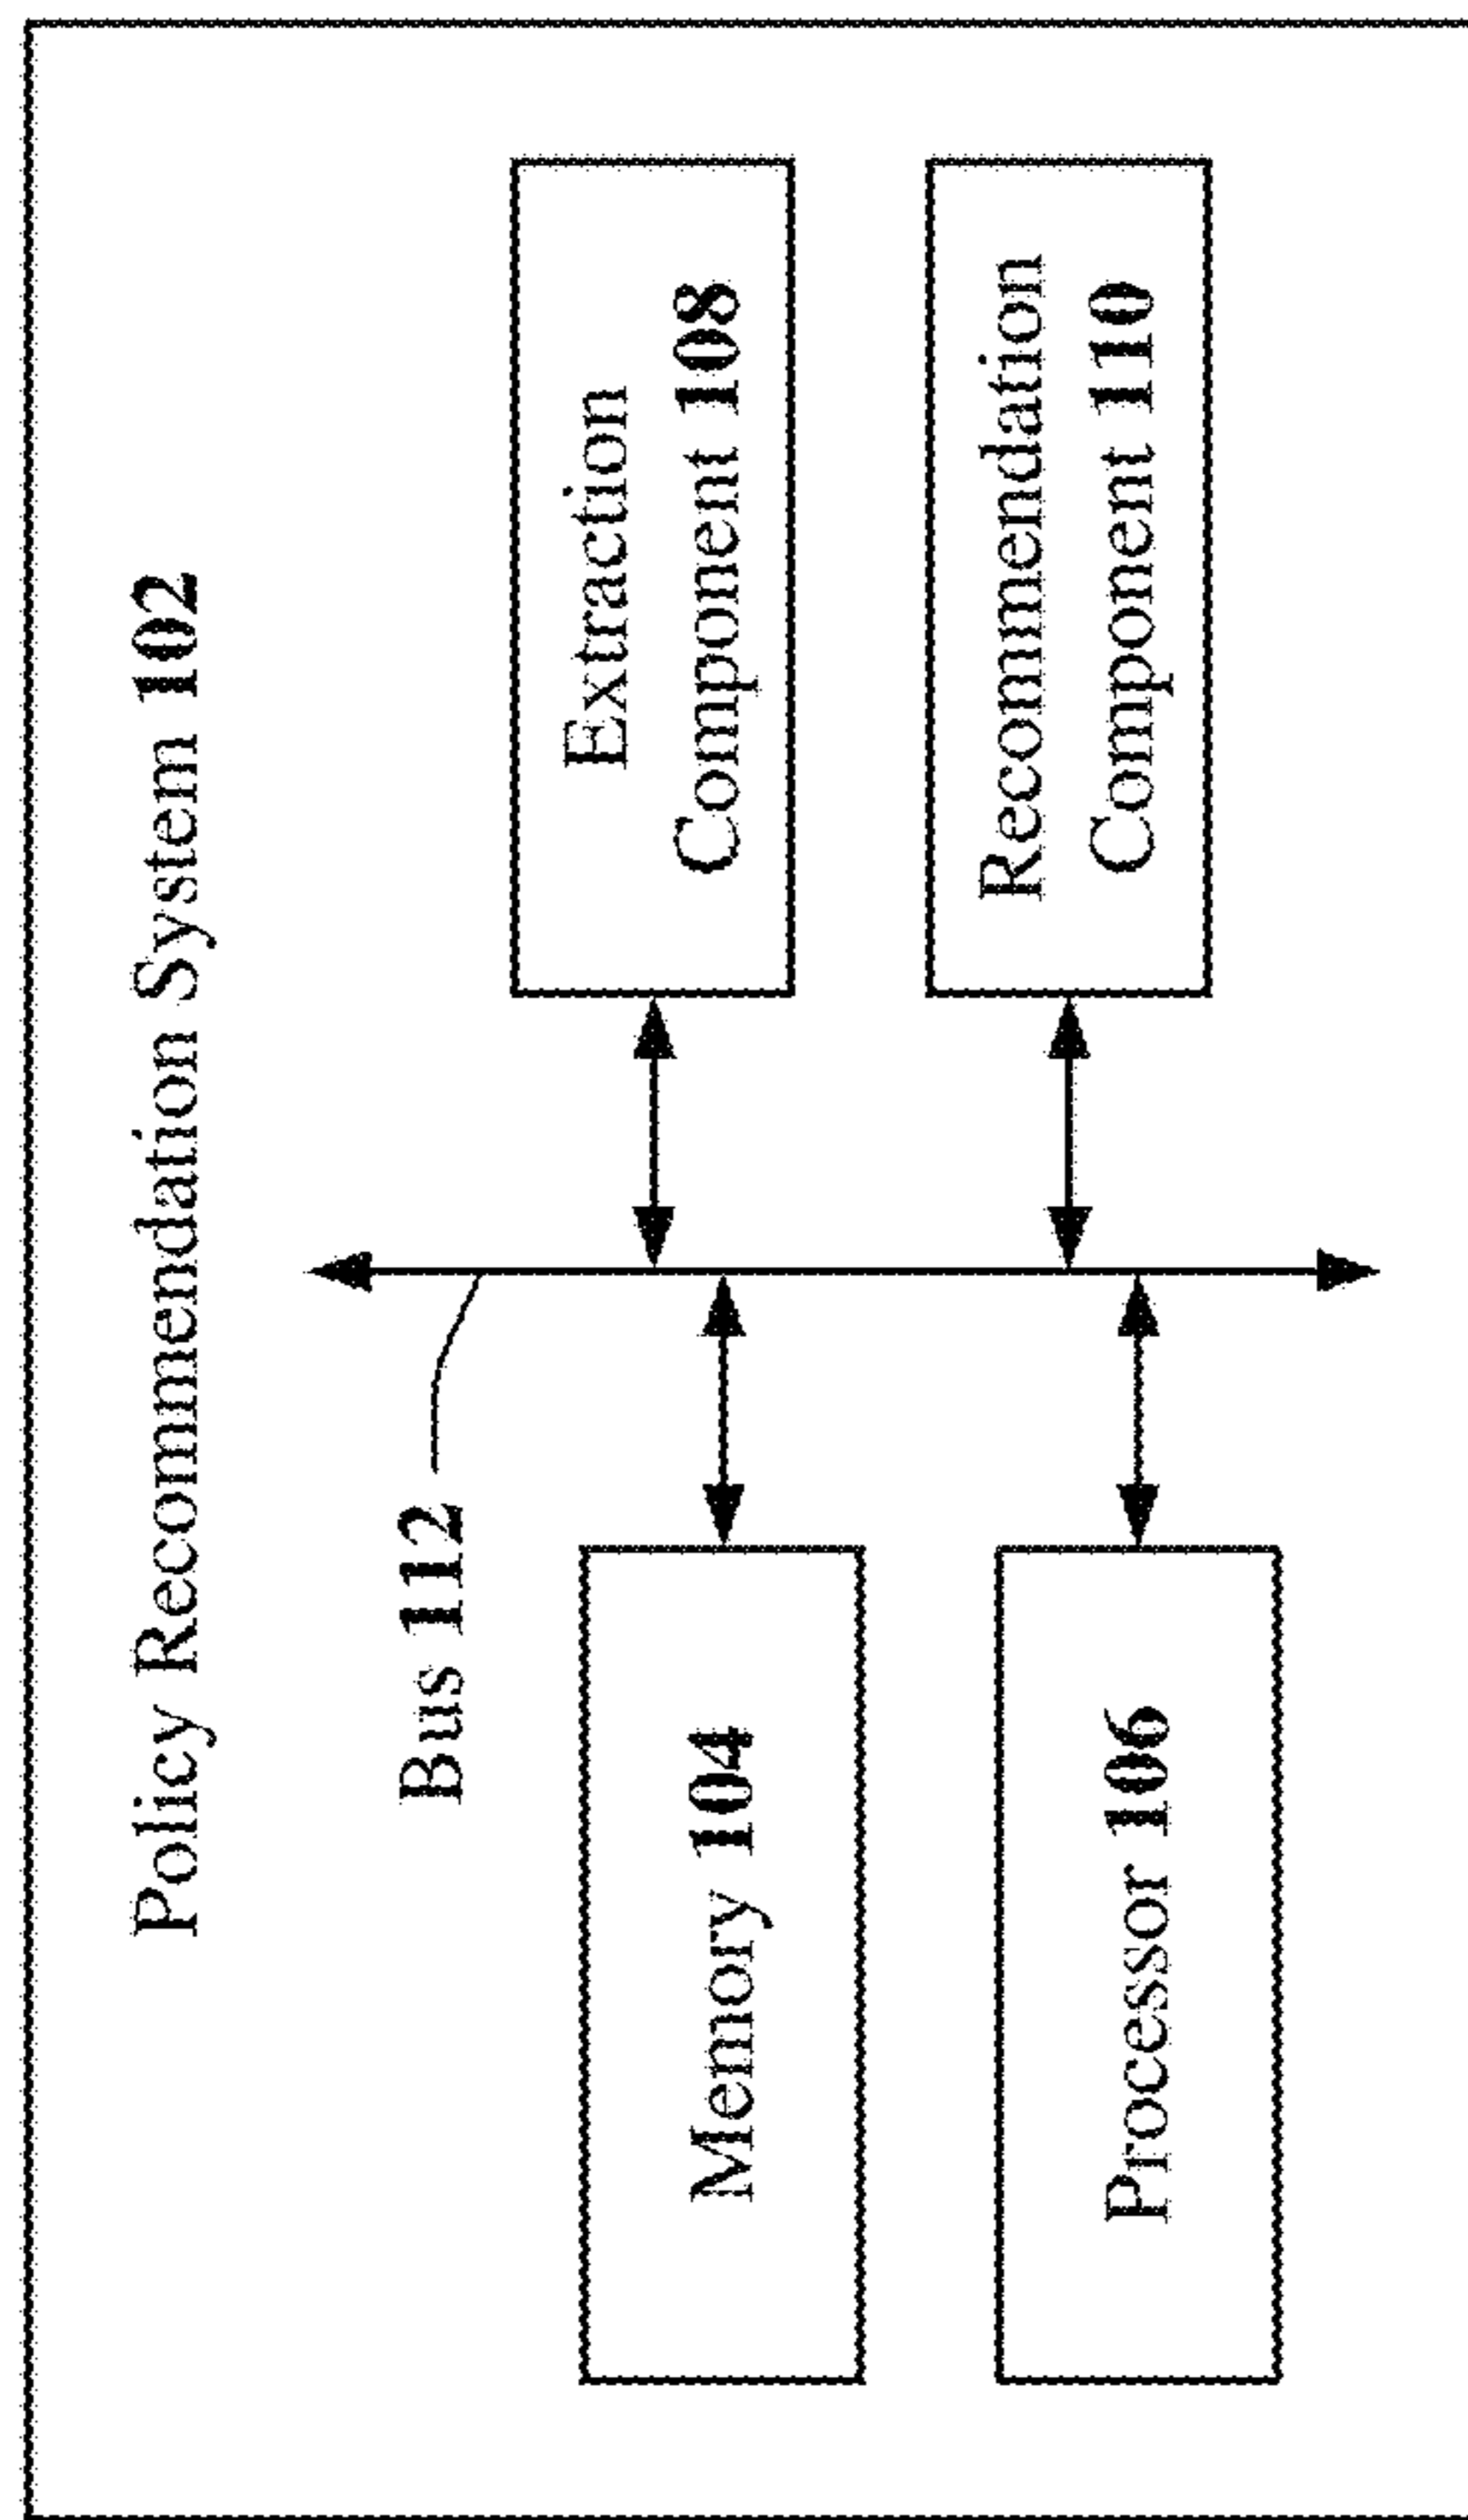 Policy Recommendation System 102
Bus 112
Memory 104
Extraction
Component 108
Processor 106
Recommendation
Component 110